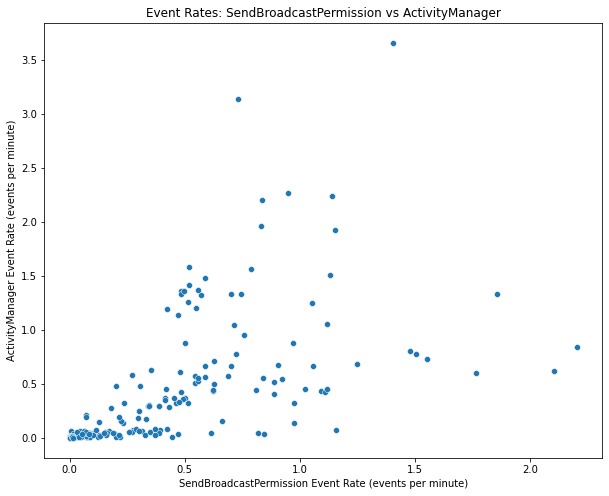 Event Rates: SendBroadcastPermission vs ActivityManager
ActivityManager Event Rate (events per minute)
3.5
3.0
2.5
2.0
1.5
1.0
0.5
0.0
0.0 0.5 1.0 1.5 2.0
SendBroadcastPermission Event Rate (events per minute)